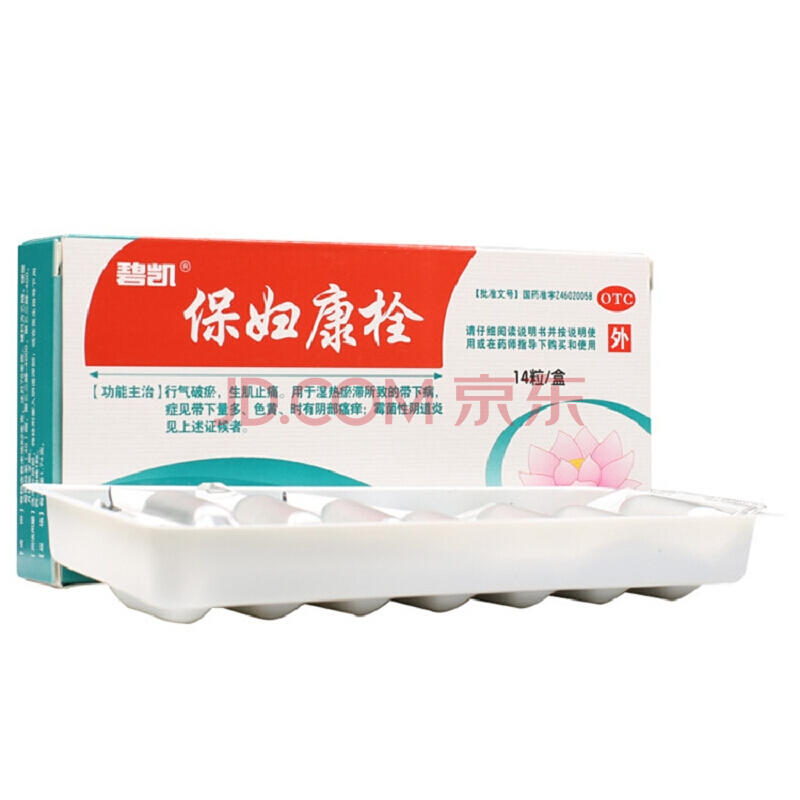 碧凯®
保妇康栓
【批准文号】国药准字Z46020058
OTC
请仔细阅读说明书并按说明使
用或在药师指导下购买和使用
外
14粒/盒
【功能主治】行气破瘀，生肌止痛。用于湿热瘀滞所致的带下病，
症见带下量多、色黄、时有阴部瘙痒；霉菌性阴道炎
见上述证候者。
JD.COM 京东